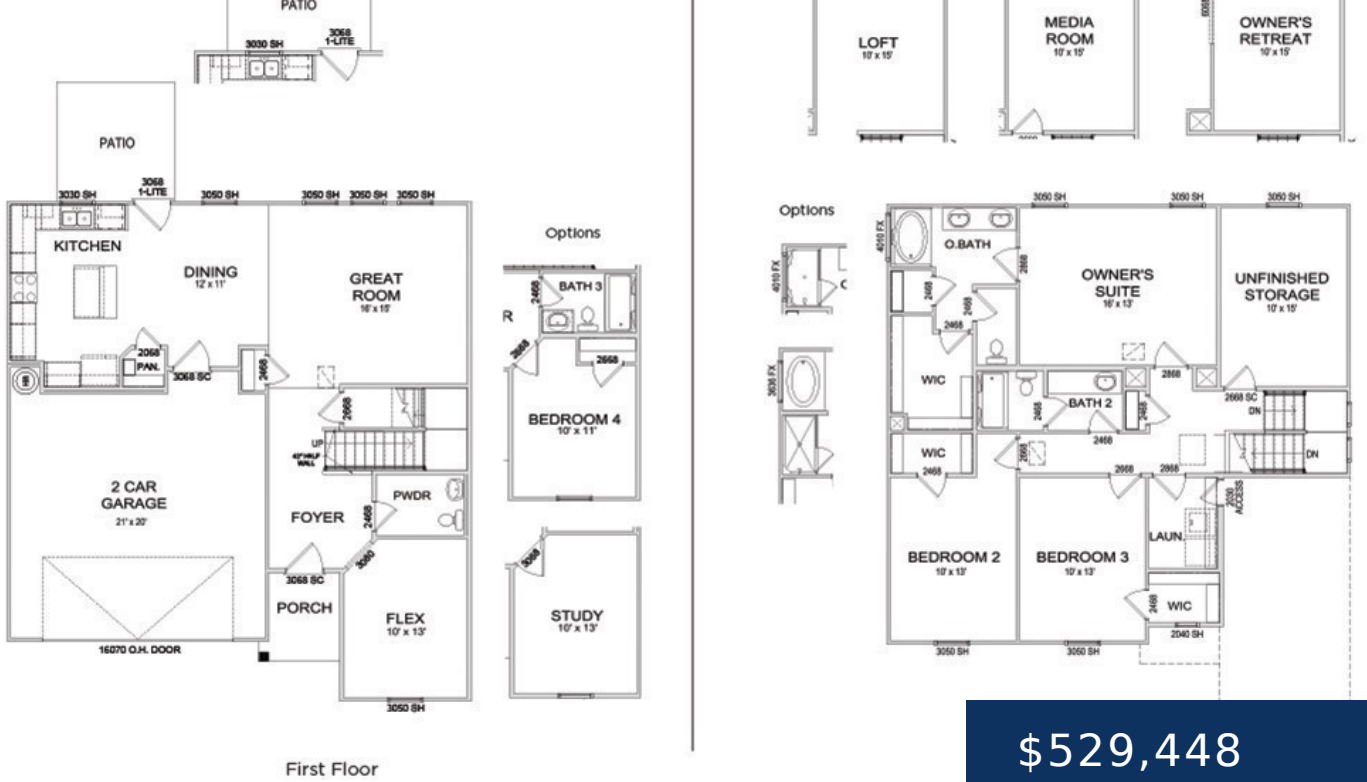 PATIO
3030 SH
3068
1-LITE
PATIO
3030 SH
3068
1-LITE
3050 SH
3050 SH
3050 SH
3050 SH
KITCHEN
DINING
12' x 11'
GREAT
ROOM
16' x 15'
2068
PAN.
3068 SC
2468
HB
2668
UP
42" HALF
WALL
2 CAR
GARAGE
21' x 20'
FOYER
PWDR
2468
3068 SC
3080
PORCH
FLEX
10' x 13'
16070 O.H. DOOR
3050 SH
First Floor
Options
BATH 3
2468
R
2668
2668
BEDROOM 4
10' x 11'
3068
STUDY
10' x 13'
LOFT
10' x 15'
MEDIA
ROOM
10' x 15'
OWNER'S
RETREAT
10' x 15'
Options
4010 FX
3036 FX
3050 SH
3050 SH
3050 SH
4010 FX
O.BATH
2868
OWNER'S
SUITE
16' x 13'
UNFINISHED
STORAGE
10' x 15'
2468
2468
2468
WIC
2868
2668 SC
BATH 2
2468
2468
2468
DN
DN
WIC
2468
2668
2668
2868
2030
ACCESS
LAUN.
BEDROOM 2
10' x 13'
BEDROOM 3
10' x 13'
2468
WIC
2040 SH
3050 SH
3050 SH
$529,448